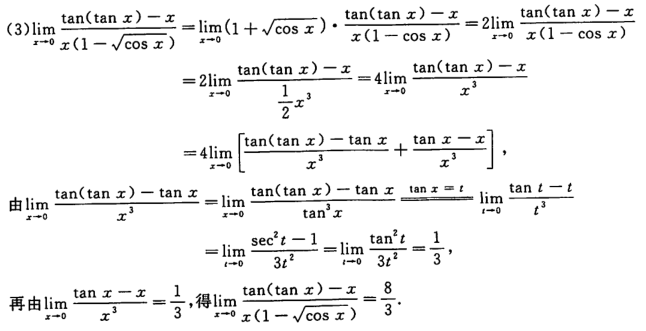 (3) lim_{x→0} (tan(tan x) − x)/(x(1 − √(cos x))) = lim_{x→0} (1 + √(cos x)) · (tan(tan x) − x)/(x(1 − cos x)) = 2 lim_{x→0} (tan(tan x) − x)/(x(1 − cos x))
= 2 lim_{x→0} (tan(tan x) − x)/(1/2 x³) = 4 lim_{x→0} (tan(tan x) − x)/x³
= 4 lim_{x→0} [(tan(tan x) − tan x)/x³ + (tan x − x)/x³] ,
由 lim_{x→0} (tan(tan x) − tan x)/x³ = lim_{x→0} (tan(tan x) − tan x)/tan³x \xlongequal{tan x = t} lim_{t→0} (tan t − t)/t³
= lim_{t→0} (sec²t − 1)/3t² = lim_{t→0} tan²t/3t² = 1/3 ,
再由 lim_{x→0} (tan x − x)/x³ = 1/3 ,得 lim_{x→0} (tan(tan x) − x)/(x(1 − √(cos x))) = 8/3.